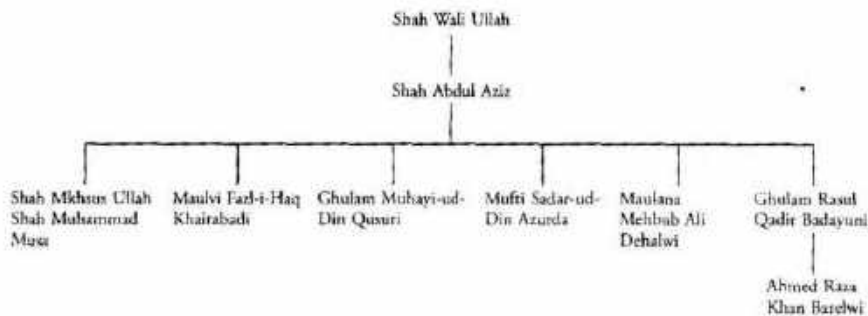 Shah Wali Ullah
Shah Abdul Aziz
Shah Mkhsus Ullah
Shah Muhammad
Musa
Maulvi Fazl-i-Haq
Khairabadi
Ghulam Muhayi-ud-
Din Qusuri
Mufti Sadar-ud-
Din Azurda
Maulana
Mehbub Ali
Dehalwi
Ghulam Rasul
Qadir Badayuni
Ahmed Raza
Khan Barelwi